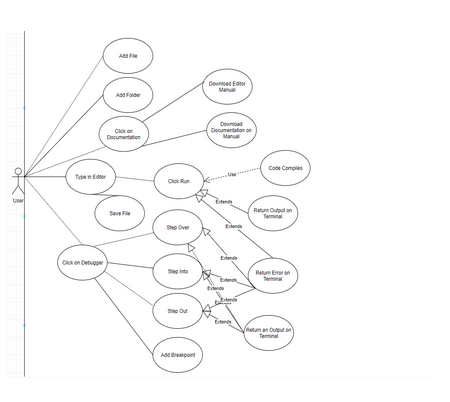 Add File
Add Folder
Download Editor
Manual
Click on
Documentation
Download
Documentation on
Manual
Code Compiles
Use
Type in Editor
Click Run
User
Extends
Save File
Return Output on
Terminal
Extends
Step Over
Extends
Click on Debugger
Step Into
Return Error on
Terminal
Extends
Extends
Extends
Step Out
Extends
Return an Output on
Terminal
Add Breakpoint